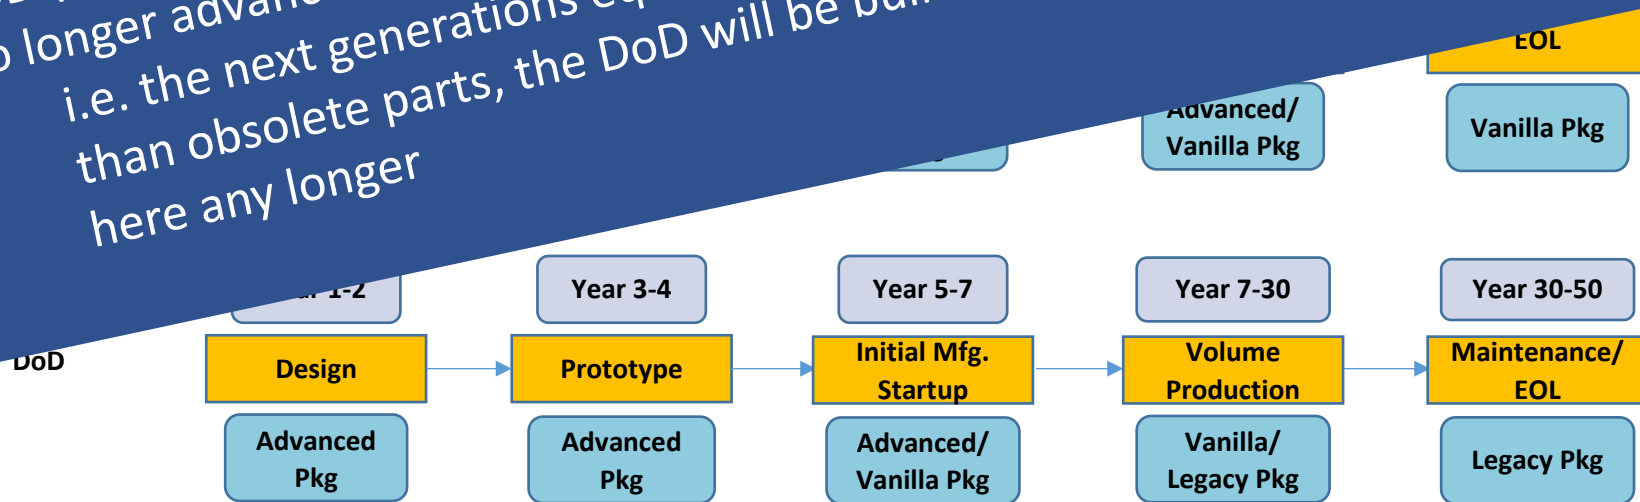 longer
i.e. the next generations
than obsolete parts, the DoD will be
here any longer
EOL
Advanced/
Vanilla Pkg
Vanilla Pkg
1-2
Year 3-4
Year 5-7
Year 7-30
Year 30-50
DoD
Design
Prototype
Initial Mfg.
Startup
Volume
Production
Maintenance/
EOL
Advanced
Pkg
Advanced
Pkg
Advanced/
Vanilla Pkg
Vanilla/
Legacy Pkg
Legacy Pkg